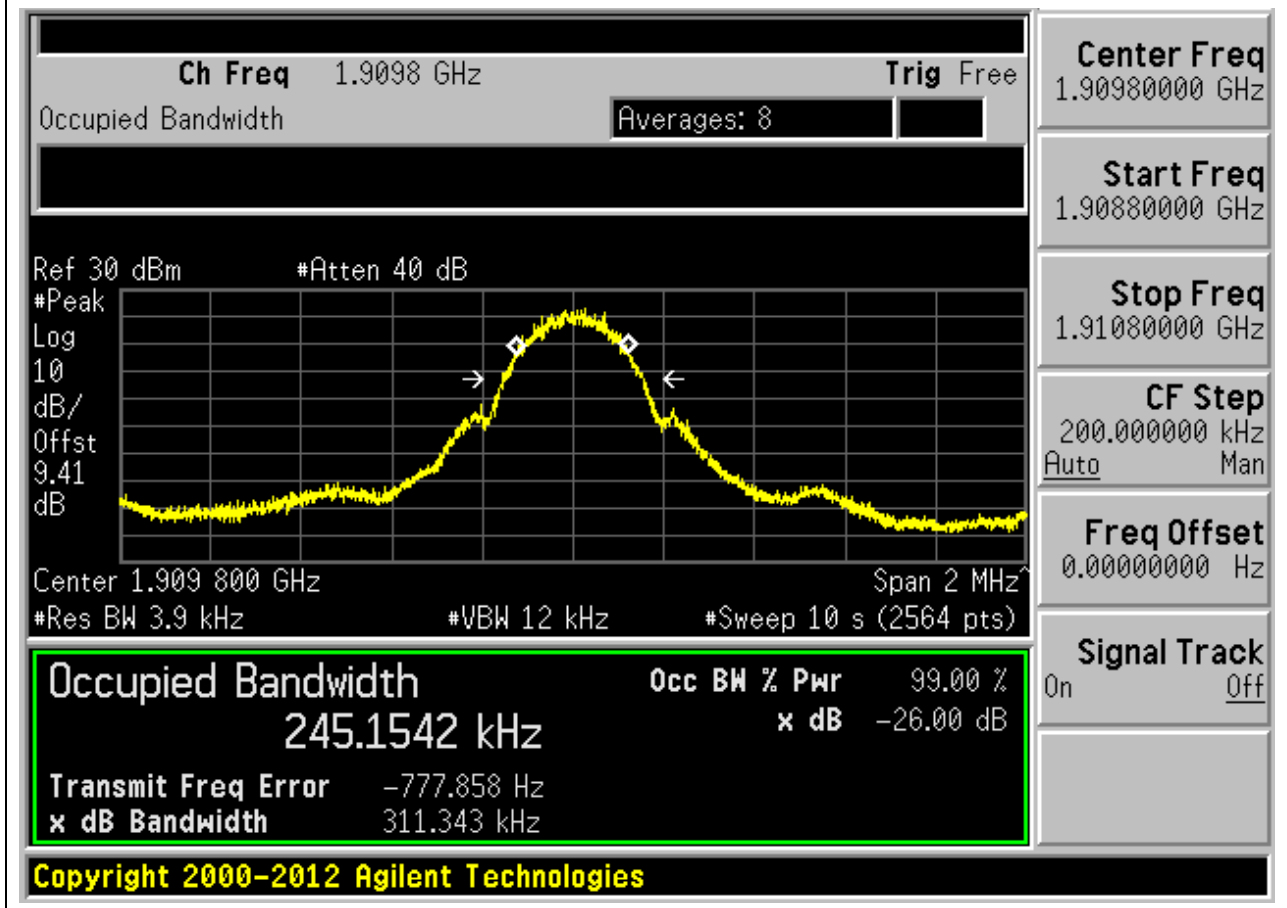 Ch Freq 1.9098 GHz Trig Free
Occupied Bandwidth Averages: 8
Ref 30 dBm #Atten 40 dB
#Peak
Log
10
dB/
Offst
9.41
dB
Center 1.909 800 GHz Span 2 MHz^
#Res BW 3.9 kHz #VBW 12 kHz #Sweep 10 s (2564 pts)
Occupied Bandwidth Occ BW % Pwr 99.00 %
245.1542 kHz x dB -26.00 dB
Transmit Freq Error -777.858 Hz
x dB Bandwidth 311.343 kHz
Copyright 2000-2012 Agilent Technologies
Center Freq
1.90980000 GHz
Start Freq
1.90880000 GHz
Stop Freq
1.91080000 GHz
CF Step
200.000000 kHz
Auto Man
Freq Offset
0.00000000 Hz
Signal Track
On Off